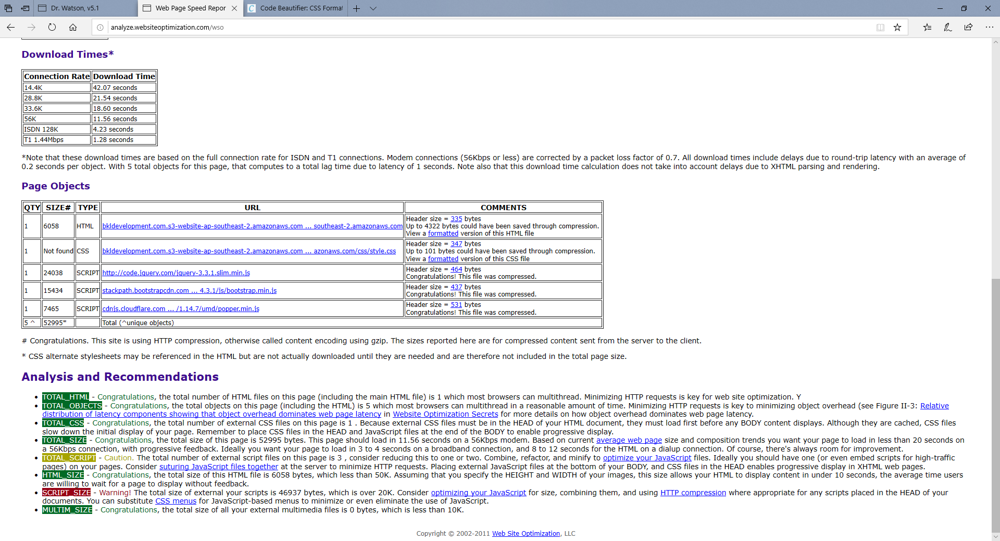 Dr. Watson, v5.1
Web Page Speed Repor
Code Beautifier: CSS Format
analyze.websiteoptimization.com/wso
Download Times*
Connection Rate Download Time
14.4K 42.07 seconds
28.8K 21.54 seconds
33.6K 18.60 seconds
56K 11.56 seconds
ISDN 128K 4.23 seconds
T1 1.44Mbps 1.28 seconds
*Note that these download times are based on the full connection rate for ISDN and T1 connections. Modem connections (56Kbps or less) are corrected by a packet loss factor of 0.7. All download times include delays due to round-trip latency with an average of
0.2 seconds per object. With 5 total objects for this page, that computes to a total lag time due to latency of 1 seconds. Note also that this download time calculation does not take into account delays due to XHTML parsing and rendering.
Page Objects
QTY SIZE# TYPE URL COMMENTS
1 6058 HTML bkldevelopment.com.s3-website-ap-southeast-2.amazonaws.com ... southeast-2.amazonaws.com Header size = 335 bytes
Up to 4322 bytes could have been saved through compression.
View a formatted version of this HTML file
1 Not found CSS bkldevelopment.com.s3-website-ap-southeast-2.amazonaws.com ... azonaws.com/css/style.css Header size = 347 bytes
Up to 101 bytes could have been saved through compression.
View a formatted version of this CSS file
1 24038 SCRIPT http://code.jquery.com/jquery-3.3.1.slim.min.js Header size = 464 bytes
Congratulations! This file was compressed.
1 15434 SCRIPT stackpath.bootstrapcdn.com ... 4.3.1/js/bootstrap.min.js Header size = 437 bytes
Congratulations! This file was compressed.
1 7465 SCRIPT cdnjs.cloudflare.com ... /1.14.7/umd/popper.min.js Header size = 531 bytes
Congratulations! This file was compressed.
5 ^ 52995* Total (^unique objects)
# Congratulations. This site is using HTTP compression, otherwise called content encoding using gzip. The sizes reported here are for compressed content sent from the server to the client.
* CSS alternate stylesheets may be referenced in the HTML but are not actually downloaded until they are needed and are therefore not included in the total page size.
Analysis and Recommendations
• TOTAL_HTML - Congratulations, the total number of HTML files on this page (including the main HTML file) is 1 which most browsers can multithread. Minimizing HTTP requests is key for web site optimization. Y
• TOTAL_OBJECTS - Congratulations, the total objects on this page (including the HTML) is 5 which most browsers can multithread in a reasonable amount of time. Minimizing HTTP requests is key to minimizing object overhead (see Figure II-3: Relative
distribution of latency components showing that object overhead dominates web page latency in Website Optimization Secrets for more details on how object overhead dominates web page latency.
• TOTAL_CSS - Congratulations, the total number of external CSS files on this page is 1 . Because external CSS files must be in the HEAD of your HTML document, they must load first before any BODY content displays. Although they are cached, CSS files
slow down the initial display of your page. Remember to place CSS files in the HEAD and JavaScript files at the end of the BODY to enable progressive display.
• TOTAL_SIZE - Congratulations, the total size of this page is 52995 bytes. This page should load in 11.56 seconds on a 56Kbps modem. Based on current average web page size and composition trends you want your page to load in less than 20 seconds on
a 56Kbps connection, with progressive feedback. Ideally you want your page to load in 3 to 4 seconds on a broadband connection, and 8 to 12 seconds for the HTML on a dialup connection. Of course, there's always room for improvement.
• TOTAL_SCRIPT - Caution. The total number of external script files on this page is 3 , consider reducing this to one or two. Combine, refactor, and minify to optimize your JavaScript files. Ideally you should have one (or even embed scripts for high-traffic
pages) on your pages. Consider suturing JavaScript files together at the server to minimize HTTP requests. Placing external JavaScript files at the bottom of your BODY, and CSS files in the HEAD enables progressive display in XHTML web pages.
• HTML_SIZE - Congratulations, the total size of this HTML file is 6058 bytes, which less than 50K. Assuming that you specify the HEIGHT and WIDTH of your images, this size allows your HTML to display content in under 10 seconds, the average time users
are willing to wait for a page to display without feedback.
• SCRIPT_SIZE - Warning! The total size of external your scripts is 46937 bytes, which is over 20K. Consider optimizing your JavaScript for size, combining them, and using HTTP compression where appropriate for any scripts placed in the HEAD of your
documents. You can substitute CSS menus for JavaScript-based menus to minimize or even eliminate the use of JavaScript.
• MULTIM_SIZE - Congratulations, the total size of all your external multimedia files is 0 bytes, which is less than 10K.
Copyright © 2002-2011 Web Site Optimization, LLC